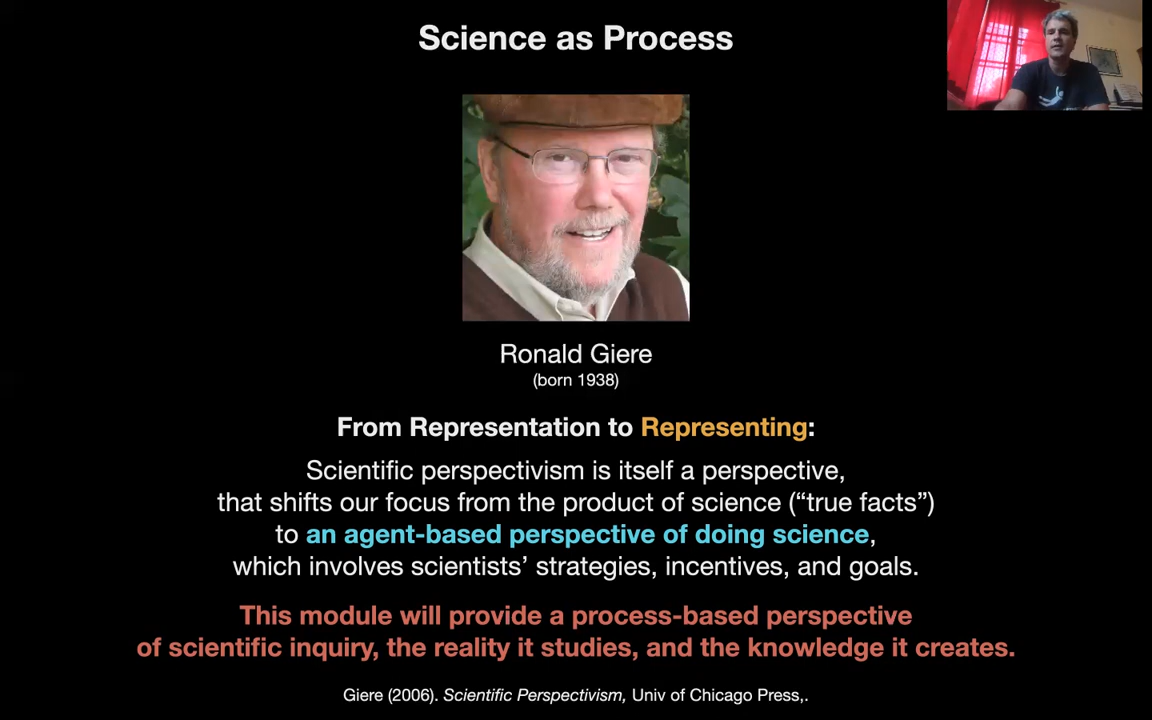 Science as Process
Ronald Giere
(born 1938)
From Representation to Representing:
Scientific perspectivism is itself a perspective,
that shifts our focus from the product of science (“true facts”)
to an agent-based perspective of doing science,
which involves scientists’ strategies, incentives, and goals.
This module will provide a process-based perspective
of scientific inquiry, the reality it studies, and the knowledge it creates.
Giere (2006). Scientific Perspectivism, Univ of Chicago Press,.